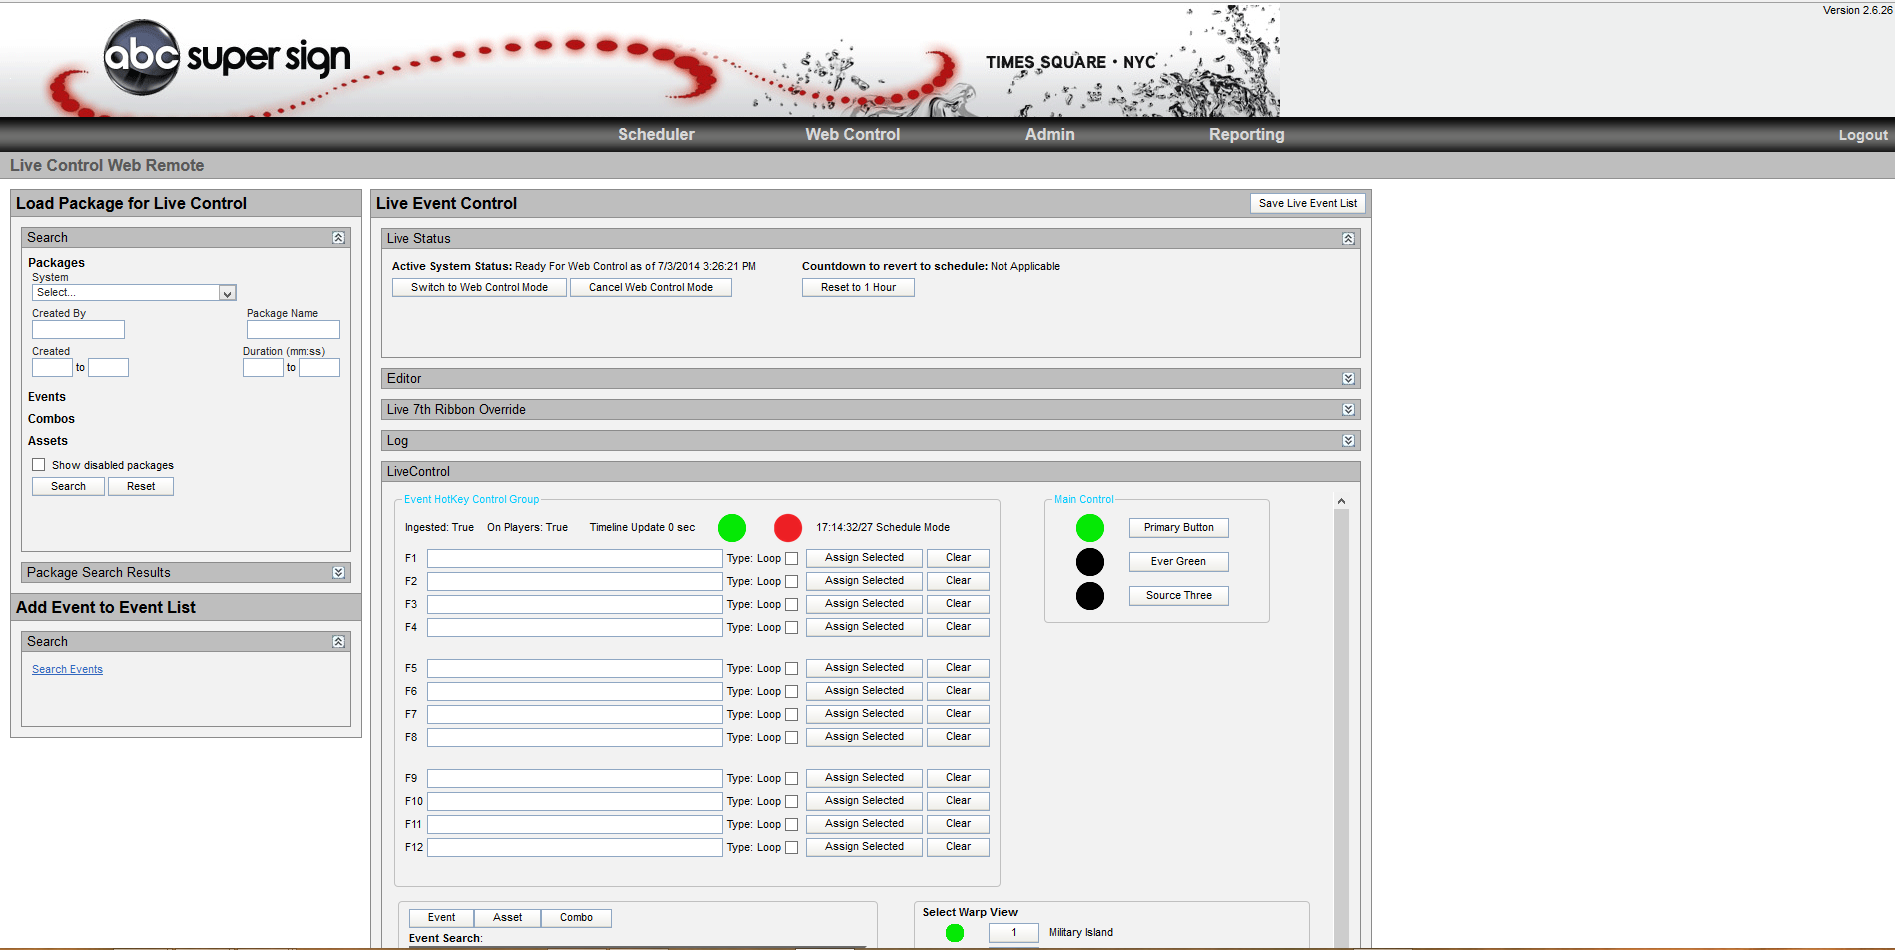 Version 2.6.26
abc super sign
TIMES SQUARE • NYC
Scheduler Web Control Admin Reporting Logout
Live Control Web Remote
Load Package for Live Control
Search
Packages
System
Select...
Created By Package Name
Created Duration (mm:ss)
to to
Events
Combos
Assets
Show disabled packages
Search Reset
Package Search Results
Add Event to Event List
Search
Search Events
Live Event Control Save Live Event List
Live Status
Active System Status: Ready For Web Control as of 7/3/2014 3:26:21 PM Countdown to revert to schedule: Not Applicable
Switch to Web Control Mode Cancel Web Control Mode Reset to 1 Hour
Editor
Live 7th Ribbon Override
Log
LiveControl
Event HotKey Control Group
Ingested: True On Players: True Timeline Update 0 sec 17:14:32/27 Schedule Mode
F1 Type: Loop Assign Selected Clear
F2 Type: Loop Assign Selected Clear
F3 Type: Loop Assign Selected Clear
F4 Type: Loop Assign Selected Clear
F5 Type: Loop Assign Selected Clear
F6 Type: Loop Assign Selected Clear
F7 Type: Loop Assign Selected Clear
F8 Type: Loop Assign Selected Clear
F9 Type: Loop Assign Selected Clear
F10 Type: Loop Assign Selected Clear
F11 Type: Loop Assign Selected Clear
F12 Type: Loop Assign Selected Clear
Main Control
Primary Button
Ever Green
Source Three
Event Asset Combo
Event Search:
Select Warp View
1 Military Island